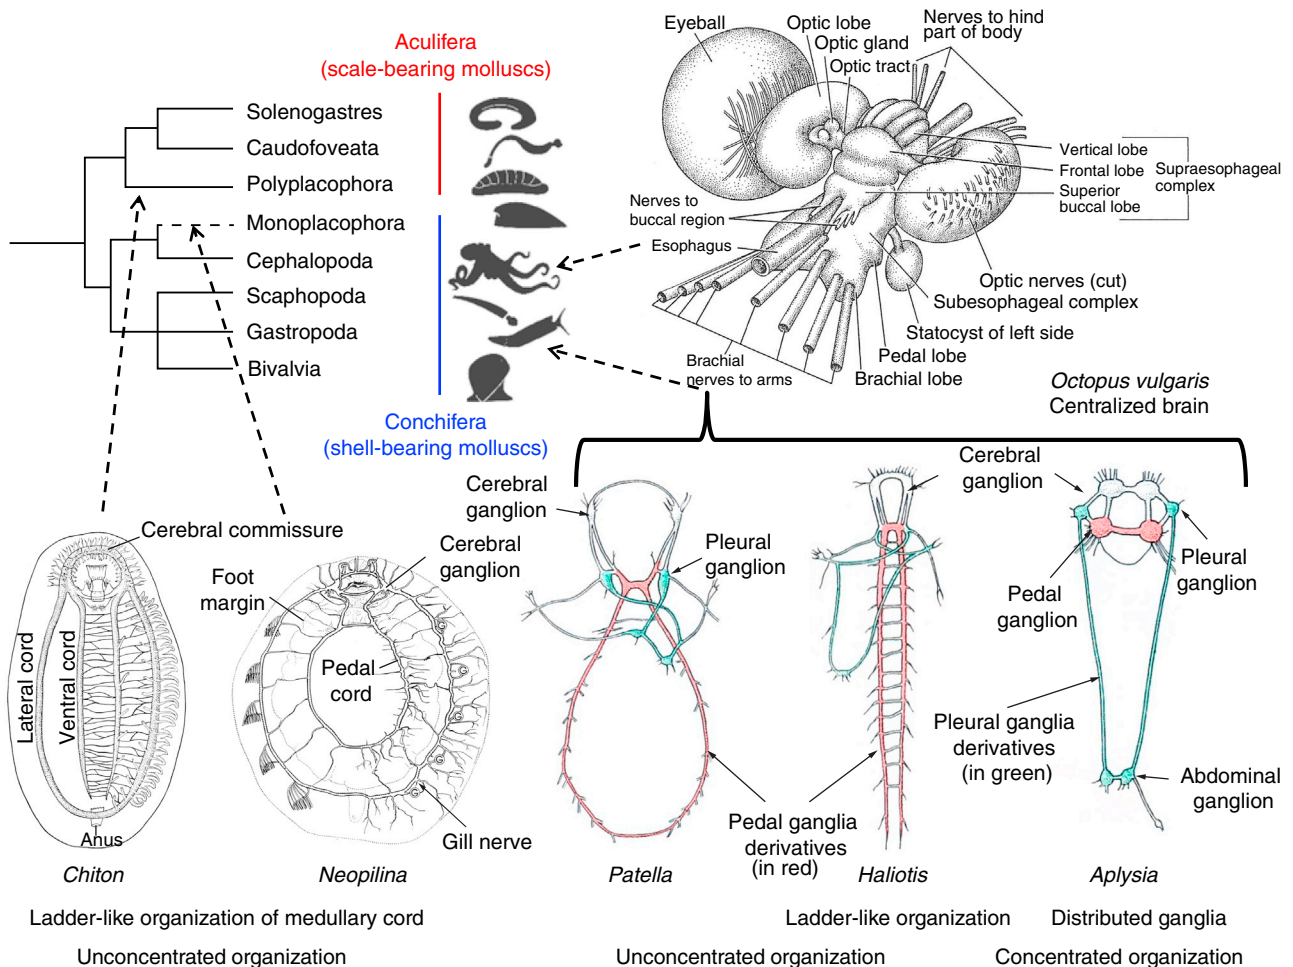 Aculifera
(scale-bearing molluscs)
Solenogastres
Caudofoveata
Polyplacophora
Monoplacophora
Cephalopoda
Scaphopoda
Gastropoda
Bivalvia
Conchifera
(shell-bearing molluscs)
Eyeball
Optic lobe
Optic gland
Optic tract
Nerves to hind
part of body
Vertical lobe
Frontal lobe
Superior
buccal lobe
Supraesophageal
complex
Nerves to
buccal region
Esophagus
Optic nerves (cut)
Subesophageal complex
Statocyst of left side
Pedal lobe
Brachial lobe
Brachial
nerves to arms
Octopus vulgaris
Centralized brain
Cerebral commissure
Lateral cord
Ventral cord
Anus
Chiton
Foot
margin
Cerebral
ganglion
Pedal
cord
G
G
G
G
Gill nerve
Neopilina
Ladder-like organization of medullary cord
Unconcentrated organization
Cerebral
ganglion
Pleural
ganglion
Patella
Pedal ganglia
derivatives
(in red)
Cerebral
ganglion
Haliotis
Ladder-like organization
Unconcentrated organization
Pedal
ganglion
Pleural
ganglion
Pleural ganglia
derivatives
(in green)
Abdominal
ganglion
Aplysia
Distributed ganglia
Concentrated organization